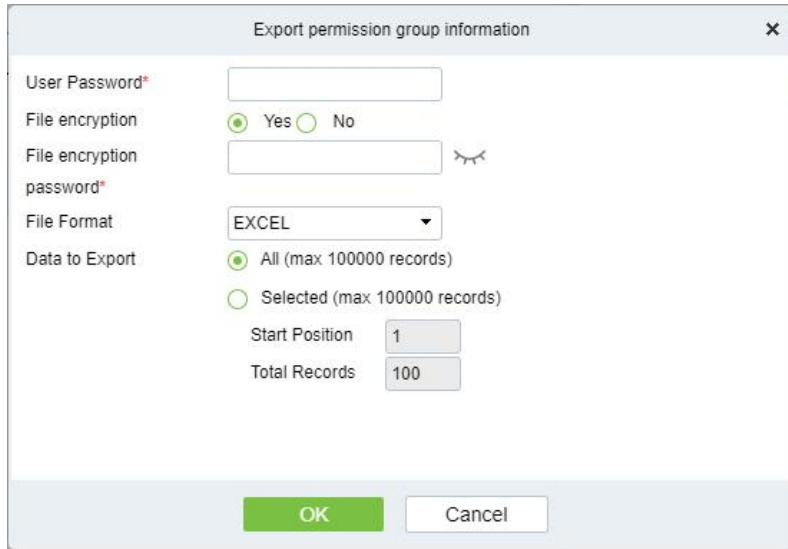 Export permission group information
User Password*
File encryption Yes No
File encryption
password*
File Format EXCEL
Data to Export All (max 100000 records)
Selected (max 100000 records)
Start Position 1
Total Records 100
OK Cancel